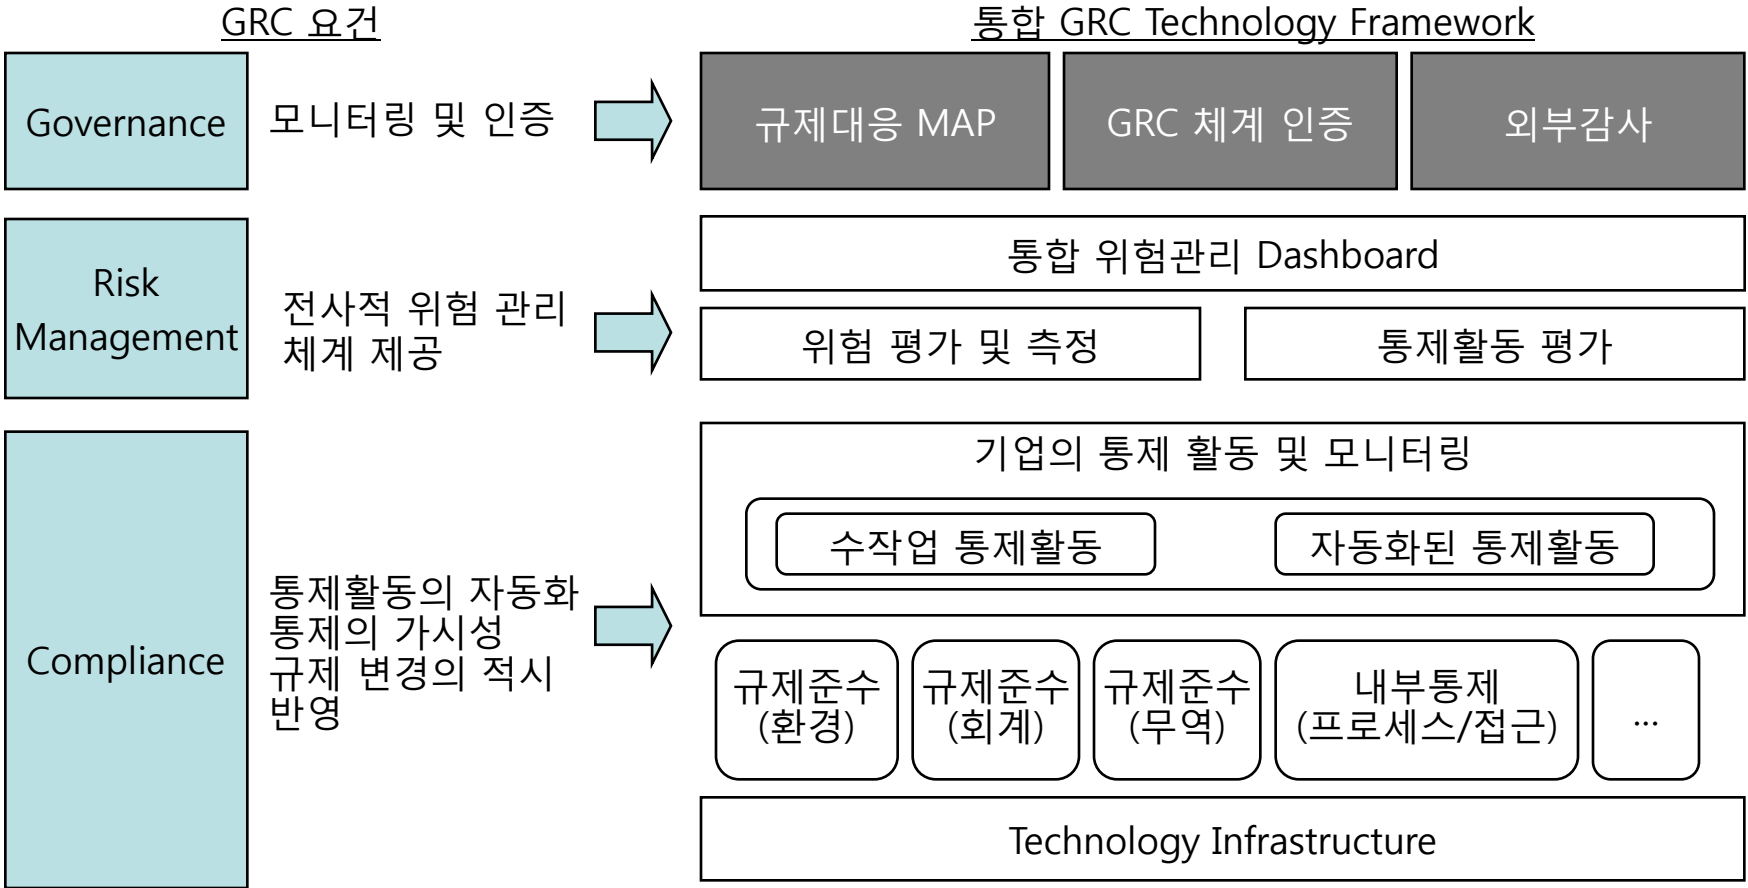 GRC 요건
통합 GRC Technology Framework
Governance
모니터링 및 인증
규제대응 MAP
GRC 체계 인증
외부감사
Risk
Management
전사적 위험 관리
체계 제공
통합 위험관리 Dashboard
위험 평가 및 측정
통제활동 평가
Compliance
통제활동의 자동화
통제의 가시성
규제 변경의 적시
반영
기업의 통제 활동 및 모니터링
수작업 통제활동
자동화된 통제활동
규제준수
(환경)
규제준수
(회계)
규제준수
(무역)
내부통제
(프로세스/접근)
...
Technology Infrastructure